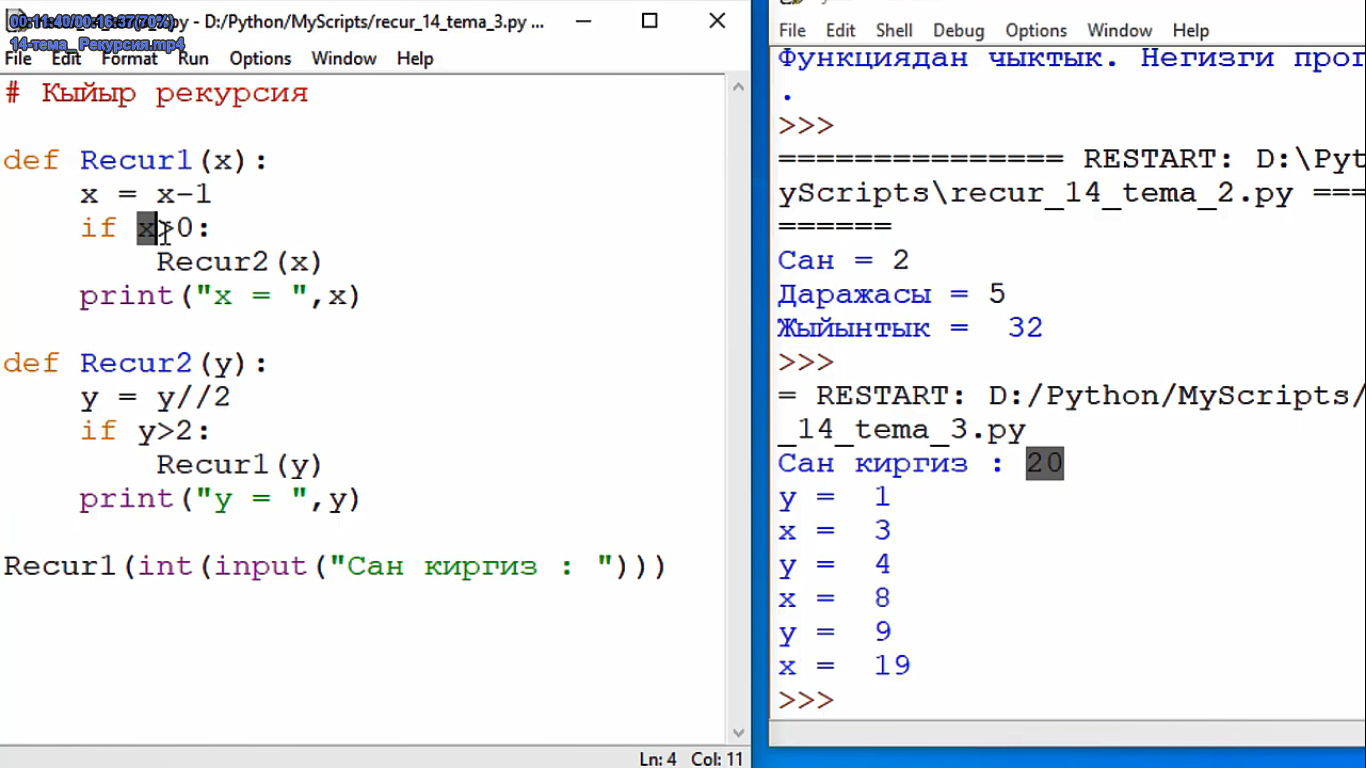 00:11:40/00:16:37(70%)
14-тема_ Рекурсия.mp4
py - D:/Python/MyScripts/recur_14_tema_3.py ...
File Edit Format Run Options Window Help
# Кыйыр рекурсия
def Recur1(x):
    x = x-1
    if x>0:
        Recur2(x)
    print("x = ",x)
def Recur2(y):
    y = y//2
    if y>2:
        Recur1(y)
    print("y = ",y)
Recur1(int(input("Сан киргиз : ")))
Ln: 4 Col: 11
File Edit Shell Debug Options Window Help
Функциядан чыктык. Негизги прог
.
>>>
=============== RESTART: D:\Pyt
yScripts\recur_14_tema_2.py ===
======
Сан = 2
Даражасы = 5
Жыйынтык =  32
>>>
= RESTART: D:/Python/MyScripts/
_14_tema_3.py
Сан киргиз : 20
y =  1
x =  3
y =  4
x =  8
y =  9
x =  19
>>>